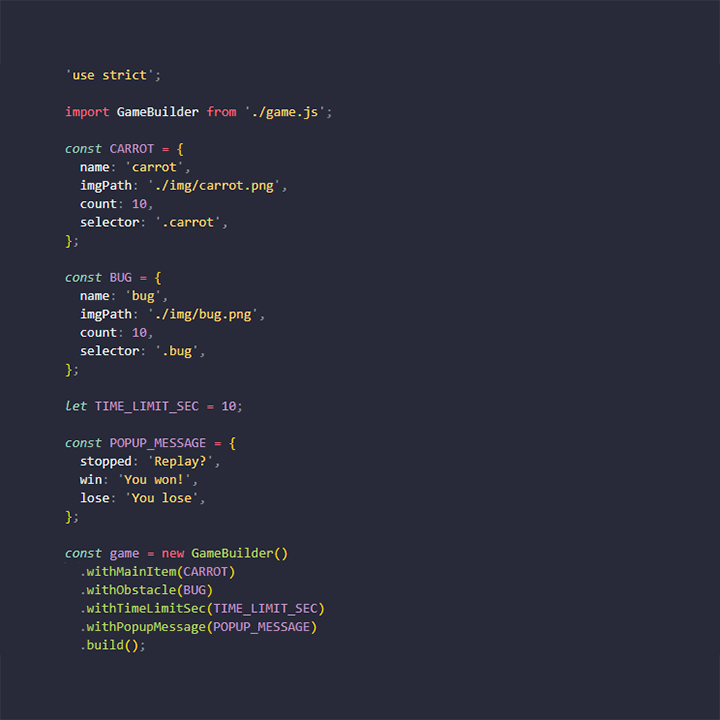 'use strict';
import GameBuilder from './game.js';
const CARROT = {
name: 'carrot',
imgPath: './img/carrot.png',
count: 10,
selector: '.carrot',
};
const BUG = {
name: 'bug',
imgPath: './img/bug.png',
count: 10,
selector: '.bug',
};
let TIME_LIMIT_SEC = 10;
const POPUP_MESSAGE = {
stopped: 'Replay?',
win: 'You won!',
lose: 'You lose',
};
const game = new GameBuilder()
.withMainItem(CARROT)
.withObstacle(BUG)
.withTimeLimitSec(TIME_LIMIT_SEC)
.withPopupMessage(POPUP_MESSAGE)
.build();